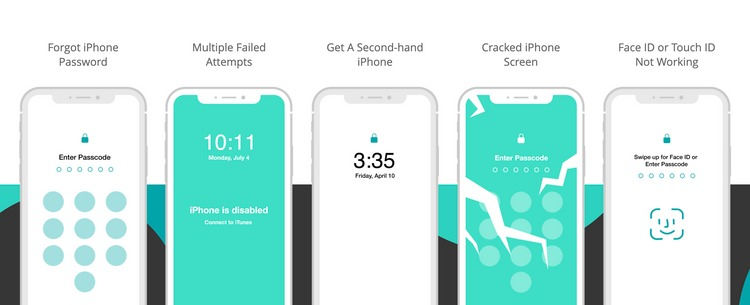 Forgot iPhone
Password
Multiple Failed
Attempts
Get A Second-hand
iPhone
Cracked iPhone
Screen
Face ID or Touch ID
Not Working
Enter Passcode
10:11
Monday, July 4
iPhone is disabled
Connect to iTunes
3:35
Friday, April 10
Enter Passcode
Swipe up for Face ID or
Enter Passcode